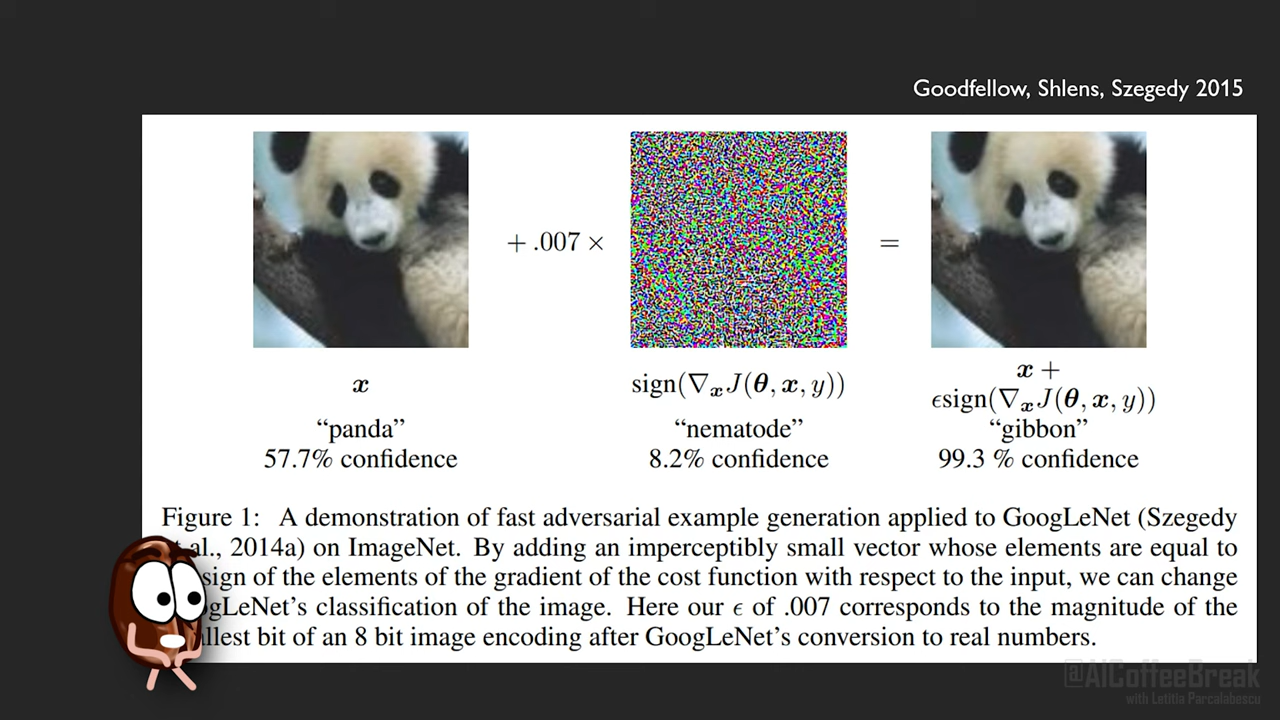 Goodfellow, Shlens, Szegedy 2015
+ .007 ×
=
x
sign(∇ₓJ(θ, x, y))
x +
ϵsign(∇ₓJ(θ, x, y))
“panda”
“nematode”
“gibbon”
57.7% confidence
8.2% confidence
99.3 % confidence
Figure 1: A demonstration of fast adversarial example generation applied to GoogLeNet (Szegedy
al., 2014a) on ImageNet. By adding an imperceptibly small vector whose elements are equal to
sign of the elements of the gradient of the cost function with respect to the input, we can change
gLeNet’s classification of the image. Here our ϵ of .007 corresponds to the magnitude of the
llest bit of an 8 bit image encoding after GoogLeNet’s conversion to real numbers.
@AICoffeeBreak
with Letitia Parcalabescu